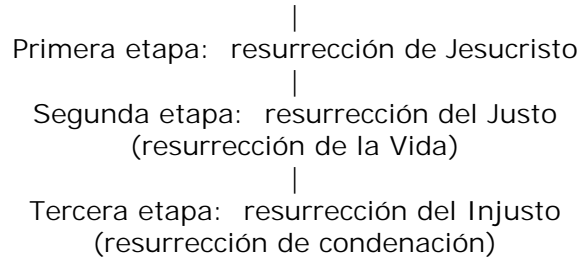 Primera etapa:  resurrección de Jesucristo
Segunda etapa:  resurrección del Justo
(resurrección de la Vida)
Tercera etapa:  resurrección del Injusto
(resurrección de condenación)